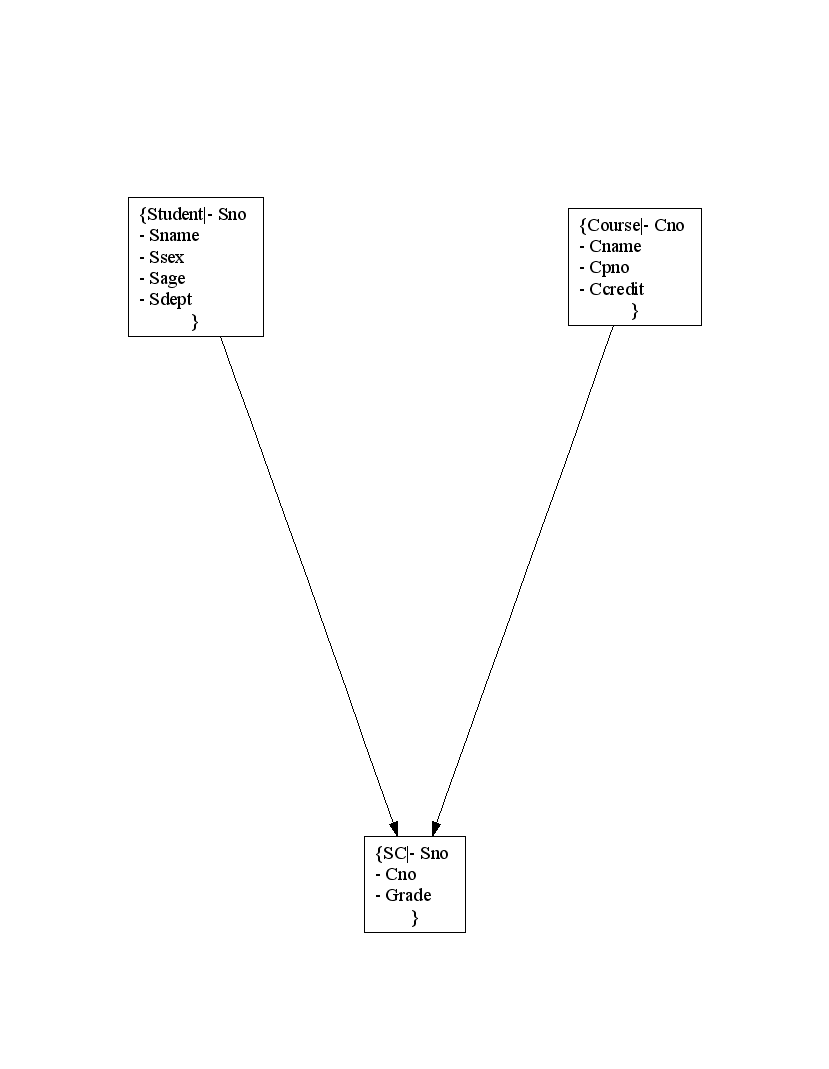 {Student|- Sno
- Sname
- Ssex
- Sage
- Sdept
}
{Course|- Cno
- Cname
- Cpno
- Ccredit
}
{SC|- Sno
- Cno
- Grade
}